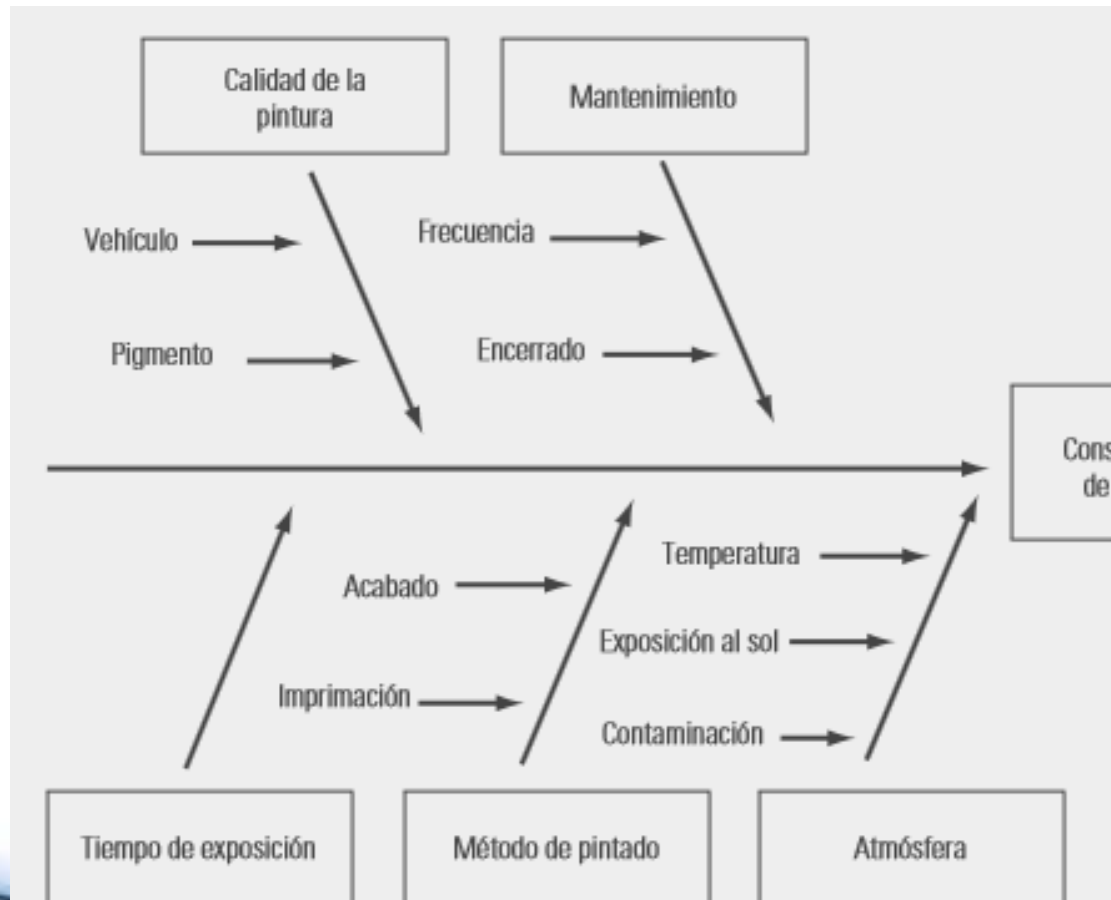 Calidad de la
pintura
Mantenimiento
Vehículo
Frecuencia
Pigmento
Encerrado
de
Temperatura
Acabado
Exposición al sol
Imprimación
Contaminación
Tiempo de exposición
Método de pintado
Atmósfera